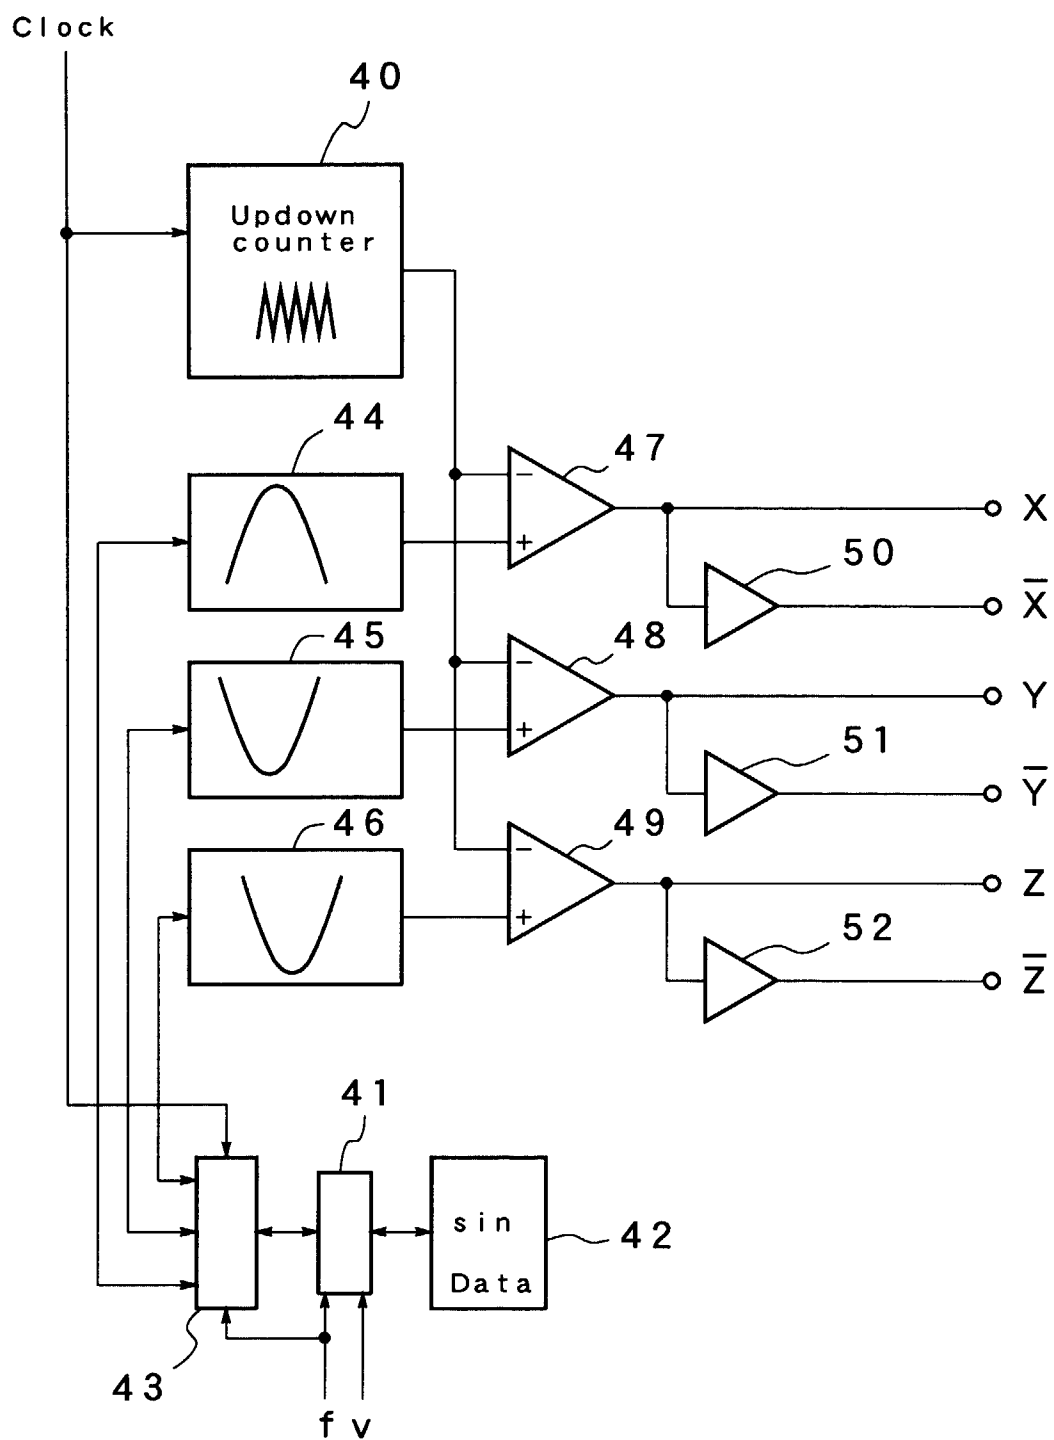 Clock
40
Updown
counter
44
47
− 
X
+
50
X̅
45
48
−
Y
+
51
Y̅
46
49
−
Z
+
52
Z̅
41
sin
Data
42
43
f v